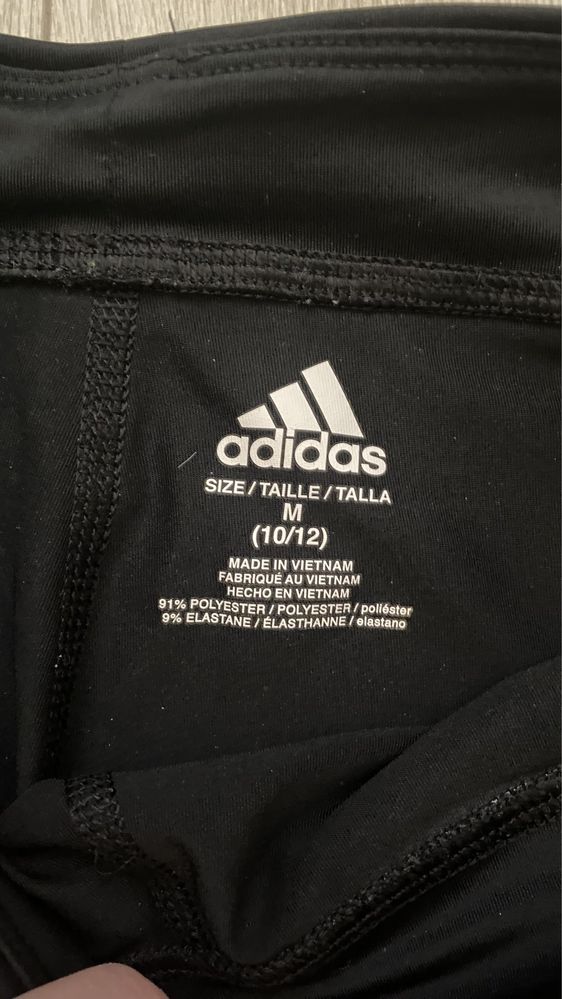 adidas
SIZE / TAILLE / TALLA
M
(10/12)
MADE IN VIETNAM
FABRIQUÉ AU VIETNAM
HECHO EN VIETNAM
91% POLYESTER / POLYESTER / poliéster
9% ELASTANE / ÉLASTHANNE / elastano